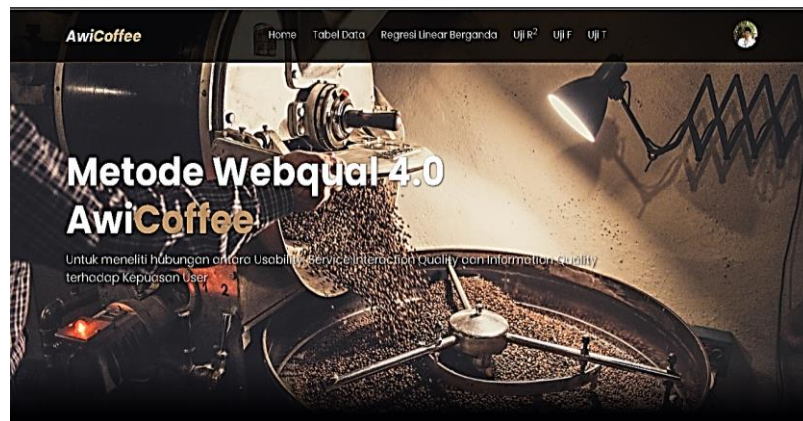 AwiCoffee
Home Tabel Data Regresi Linear Berganda Uji R² Uji F Uji T
Metode Webqual 4.0
AwiCoffee
Untuk meneliti hubungan antara Usability, Service Interaction Quality dan Information Quality
terhadap Kepuasan User